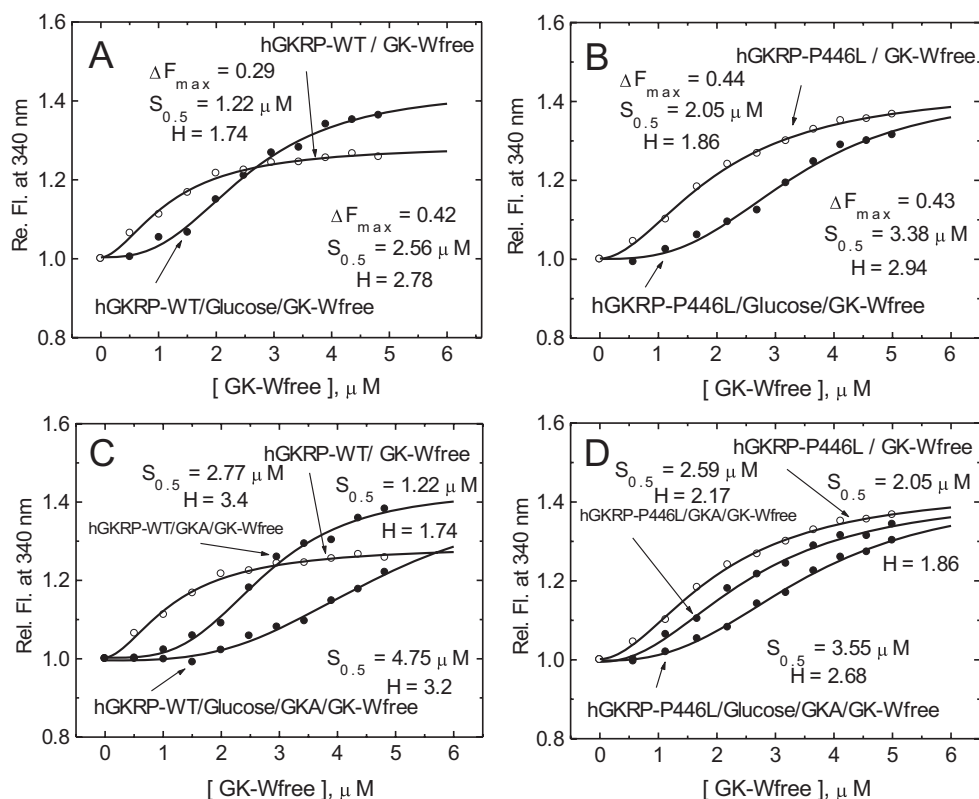 A
hGKRP-WT / GK-Wfree
ΔFmax = 0.29
S0.5 = 1.22 μM
H = 1.74
ΔFmax = 0.42
S0.5 = 2.56 μM
H = 2.78
hGKRP-WT/Glucose/GK-Wfree
Re. Fl. at 340 nm
1.6
1.4
1.2
1.0
0.8
0 1 2 3 4 5 6
[ GK-Wfree ], μ M
B
hGKRP-P446L / GK-Wfree
ΔFmax = 0.44
S0.5 = 2.05 μM
H = 1.86
ΔFmax = 0.43
S0.5 = 3.38 μM
H = 2.94
hGKRP-P446L/Glucose/GK-Wfree
Rel. Fl. at 340 nm
1.6
1.4
1.2
1.0
0.8
0 1 2 3 4 5 6
[ GK-Wfree ], μ M
C
hGKRP-WT/ GK-Wfree
S0.5 = 2.77 μM
H = 3.4
S0.5 = 1.22 μM
H = 1.74
hGKRP-WT/GKA/GK-Wfree
S0.5 = 4.75 μM
H = 3.2
hGKRP-WT/Glucose/GKA/GK-Wfree
Rel. Fl. at 340 nm
1.6
1.4
1.2
1.0
0.8
0 1 2 3 4 5 6
[ GK-Wfree ], μ M
D
hGKRP-P446L / GK-Wfree
S0.5 = 2.59 μM
H = 2.17
S0.5 = 2.05 μM
hGKRP-P446L/GKA/GK-Wfree
H = 1.86
S0.5 = 3.55 μM
H = 2.68
hGKRP-P446L/Glucose/GKA/GK-Wfree
Rel. Fl. at 340 nm
1.6
1.4
1.2
1.0
0.8
0 1 2 3 4 5 6
[ GK-Wfree ], μ M